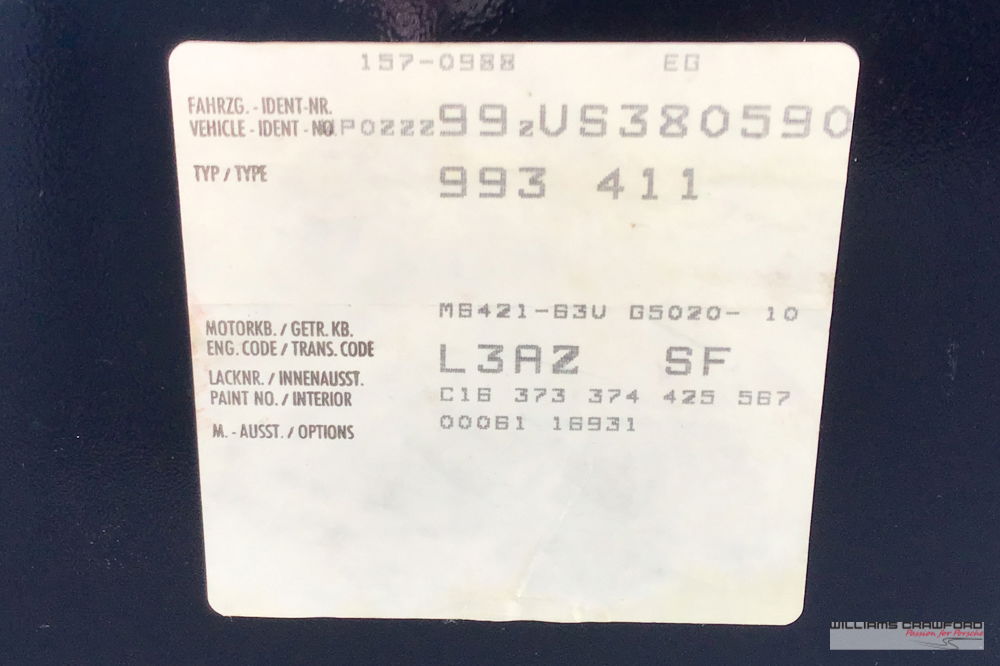 157-0988 EG
FAHRZG. - IDENT-NR.
VEHICLE - IDENT - NO. WP0ZZZ99ZVS380590
TYP / TYPE 993 411
M6421-63V G5020- 10
MOTORKB. / GETR. KB.
ENG. CODE / TRANS. CODE L3AZ SF
LACKNR. / INNENAUSST.
PAINT NO. / INTERIOR C16 373 374 425 567
M. - AUSST. / OPTIONS 00061 16931
WILLIAMS CRAWFORD
Passion for Porsche